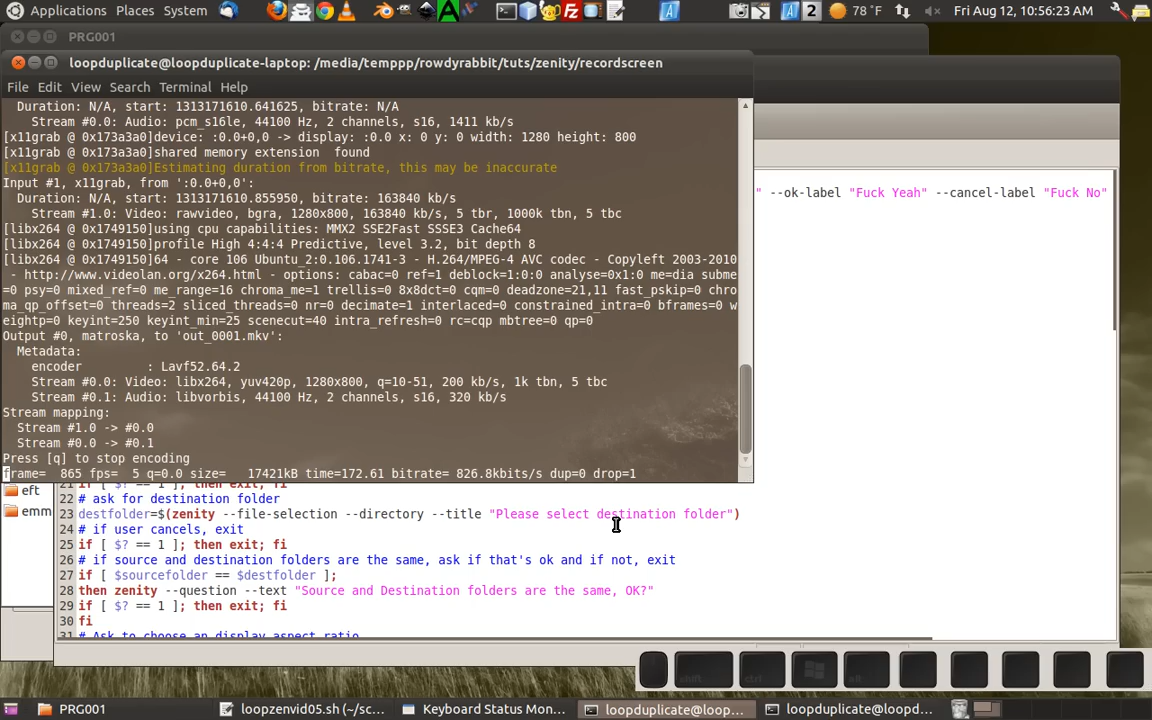 Applications Places System 2 78 °F Fri Aug 12, 10:56:23 AM
PRG001
loopduplicate@loopduplicate-laptop: /media/temppp/rowdyrabbit/tuts/zenity/recordscreen
File Edit View Search Terminal Help
Duration: N/A, start: 1313171610.641625, bitrate: N/A
Stream #0.0: Audio: pcm_s16le, 44100 Hz, 2 channels, s16, 1411 kb/s
[x11grab @ 0x173a3a0]device: :0.0+0,0 -> display: :0.0 x: 0 y: 0 width: 1280 height: 800
[x11grab @ 0x173a3a0]shared memory extension  found
[x11grab @ 0x173a3a0]Estimating duration from bitrate, this may be inaccurate
Input #1, x11grab, from ':0.0+0,0':
Duration: N/A, start: 1313171610.855950, bitrate: 163840 kb/s
Stream #1.0: Video: rawvideo, bgra, 1280x800, 163840 kb/s, 5 tbr, 1000k tbn, 5 tbc
[libx264 @ 0x1749150]using cpu capabilities: MMX2 SSE2Fast SSSE3 Cache64
[libx264 @ 0x1749150]profile High 4:4:4 Predictive, level 3.2, bit depth 8
[libx264 @ 0x1749150]64 - core 106 Ubuntu_2:0.106.1741-3 - H.264/MPEG-4 AVC codec - Copyleft 2003-2010
- http://www.videolan.org/x264.html - options: cabac=0 ref=1 deblock=1:0:0 analyse=0x1:0 me=dia subme
=0 psy=0 mixed_ref=0 me_range=16 chroma_me=1 trellis=0 8x8dct=0 cqm=0 deadzone=21,11 fast_pskip=0 chro
ma_qp_offset=0 threads=2 sliced_threads=0 nr=0 decimate=1 interlaced=0 constrained_intra=0 bframes=0 w
eightp=0 keyint=250 keyint_min=25 scenecut=40 intra_refresh=0 rc=cqp mbtree=0 qp=0
Output #0, matroska, to 'out_0001.mkv':
Metadata:
encoder         : Lavf52.64.2
Stream #0.0: Video: libx264, yuv420p, 1280x800, q=10-51, 200 kb/s, 1k tbn, 5 tbc
Stream #0.1: Audio: libvorbis, 44100 Hz, 2 channels, s16, 320 kb/s
Stream mapping:
Stream #1.0 -> #0.0
Stream #0.0 -> #0.1
Press [q] to stop encoding
frame=  865 fps=  5 q=0.0 size=   17421kB time=172.61 bitrate= 826.8kbits/s dup=0 drop=1
" --ok-label "Fuck Yeah" --cancel-label "Fuck No"
eft
emm
21 if [ $? == 1 ]; then exit; fi
22 # ask for destination folder
23 destfolder=$(zenity --file-selection --directory --title "Please select destination folder")
24 # if user cancels, exit
25 if [ $? == 1 ]; then exit; fi
26 # if source and destination folders are the same, ask if that's ok and if not, exit
27 if [ $sourcefolder == $destfolder ];
28 then zenity --question --text "Source and Destination folders are the same, OK?"
29 if [ $? == 1 ]; then exit; fi
30 fi
31 # Ask to choose an display aspect ratio
shift ctrl alt
PRG001 loopzenvid05.sh (~/sc... Keyboard Status Mon... loopduplicate@loop... loopduplicate@loopd...